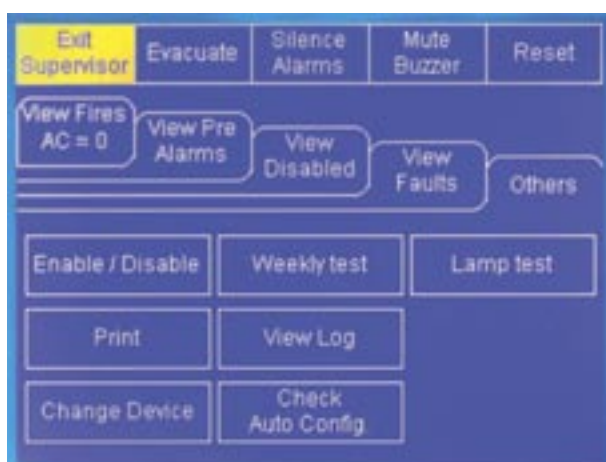 Exit
Supervisor
Evacuate
Silence
Alarms
Mute
Buzzer
Reset
View Fires
AC = 0
View Pre
Alarms
View
Disabled
View
Faults
Others
Enable / Disable
Weekly test
Lamp test
Print
View Log
Change Device
Check
Auto Config